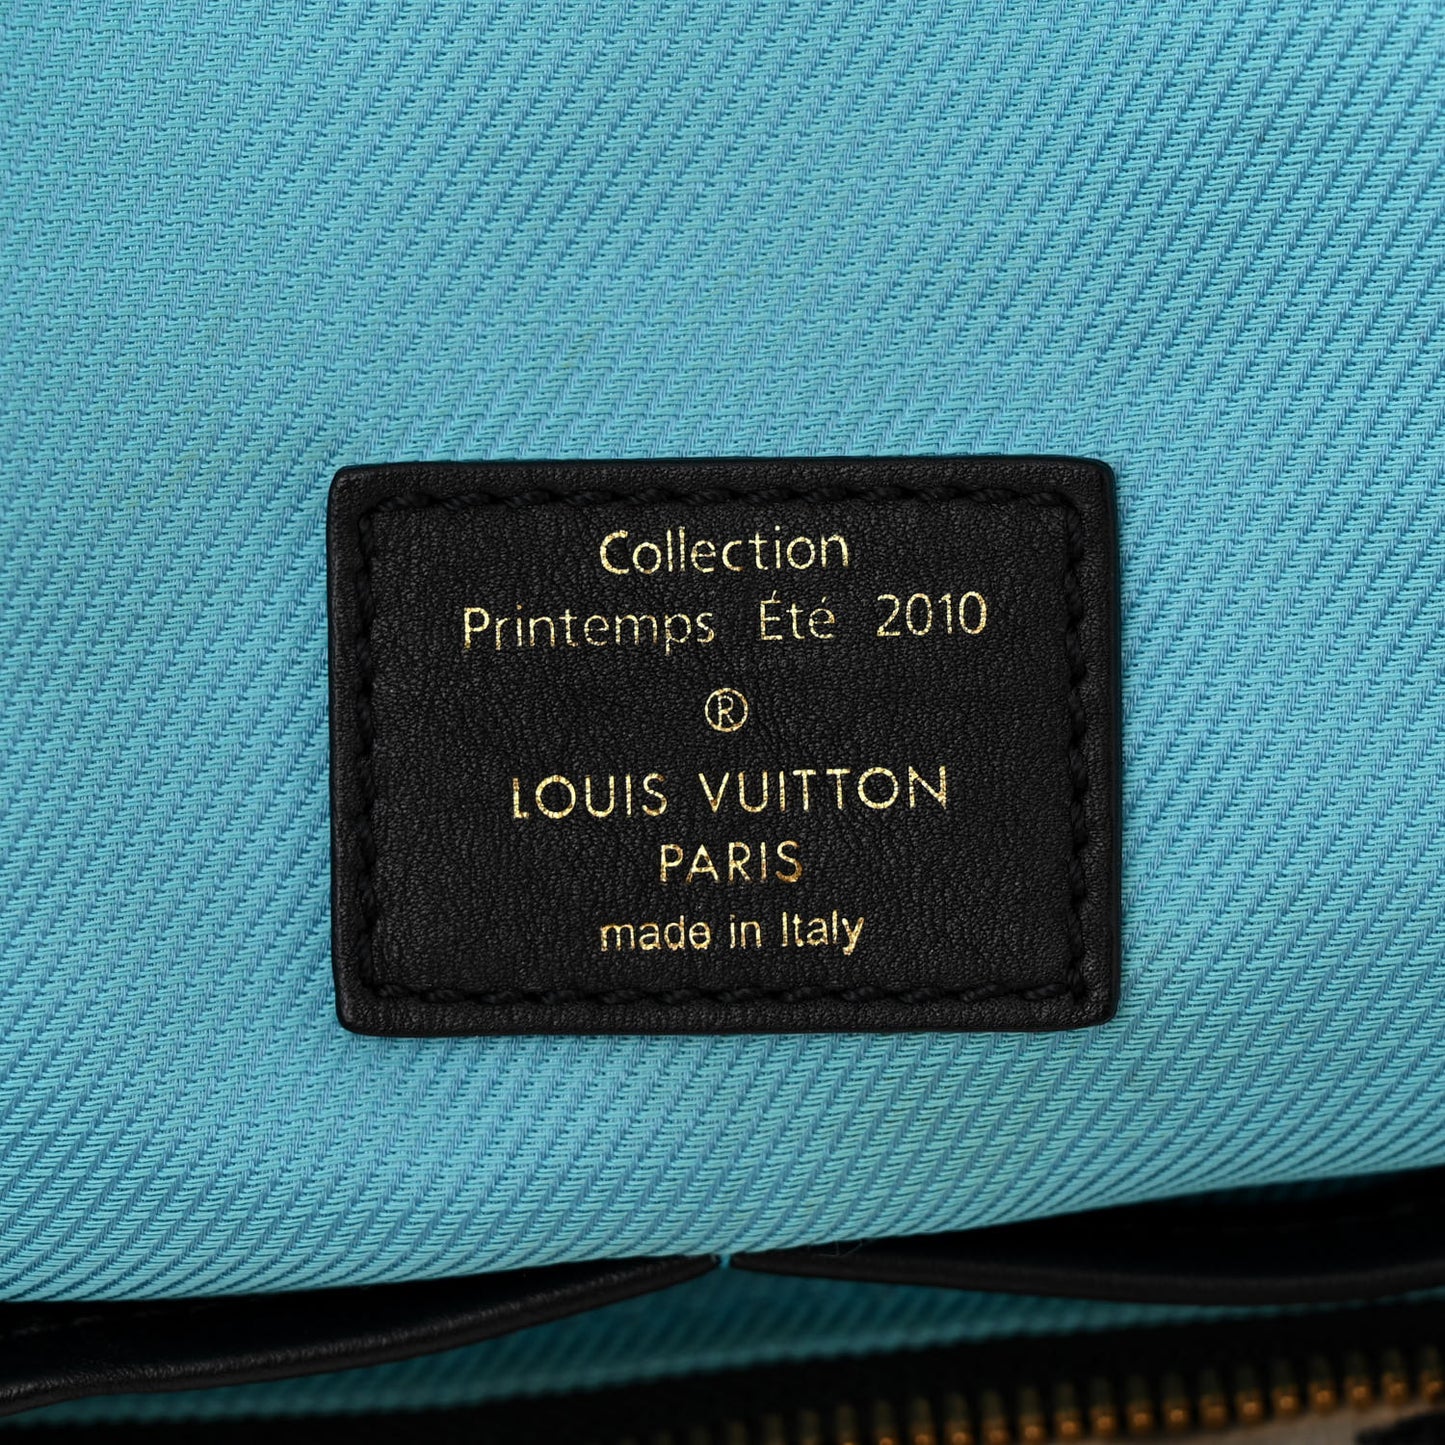 Collection
Printemps Été 2010
®
LOUIS VUITTON
PARIS
made in Italy